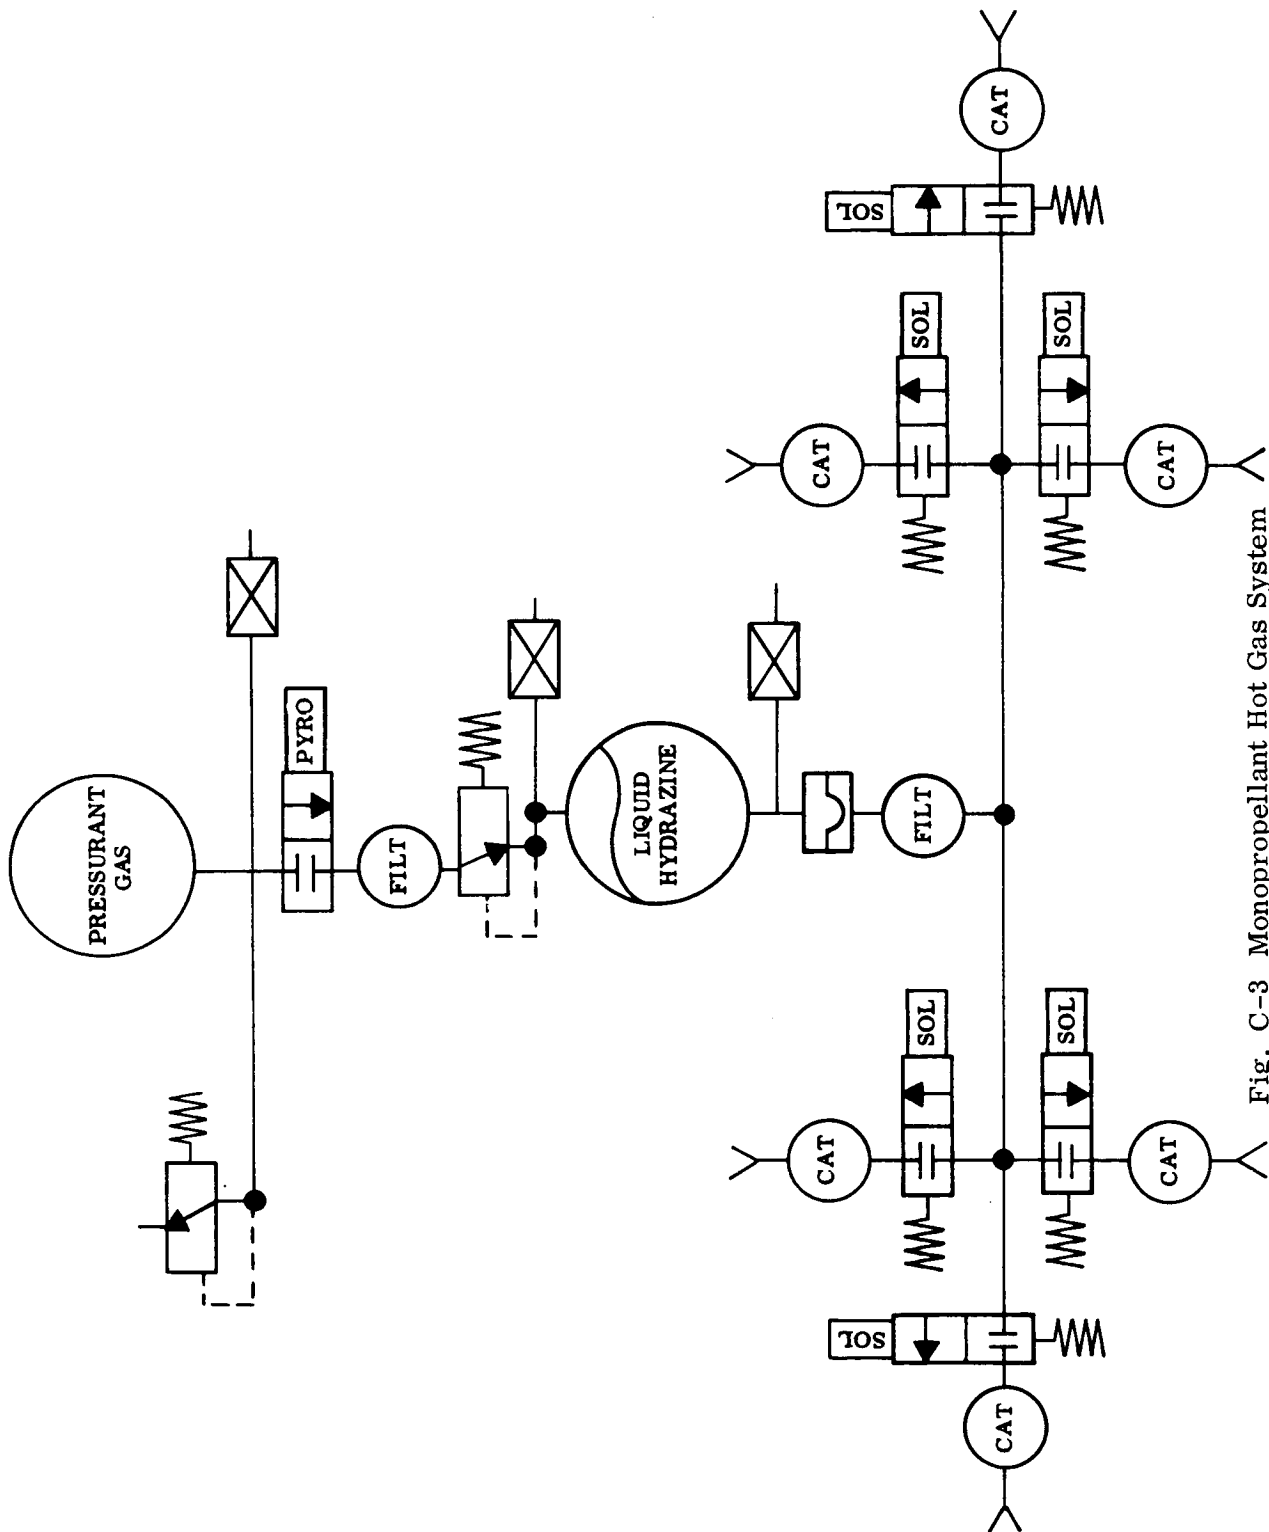 PRESSURANT
GAS
PYRO
FILT
LIQUID
HYDRAZINE
FILT
SOL
CAT
SOL
CAT
SOL
CAT
SOL
CAT
SOL
CAT
SOL
CAT
Fig. C-3 Monopropellant Hot Gas System